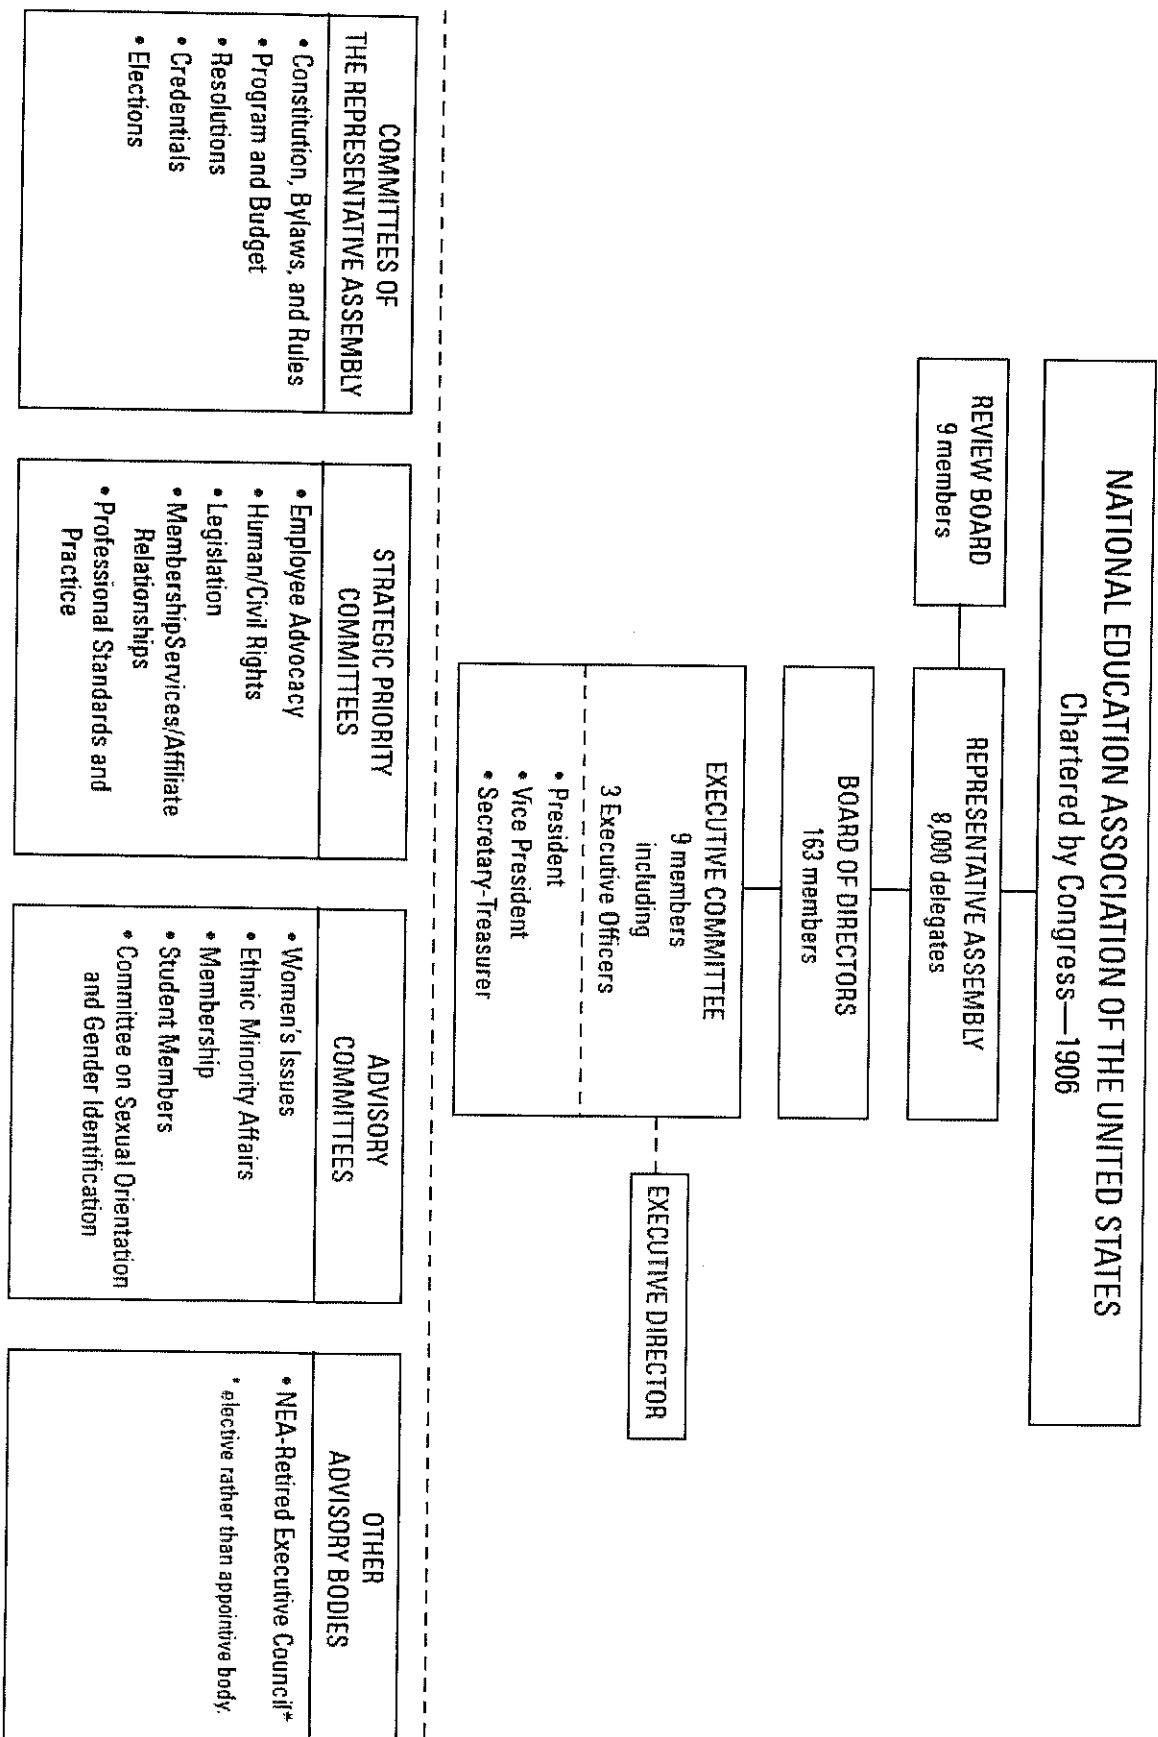 NATIONAL EDUCATION ASSOCIATION OF THE UNITED STATES
Chartered by Congress—1906
REVIEW BOARD
9 members
REPRESENTATIVE ASSEMBLY
8,000 delegates
BOARD OF DIRECTORS
163 members
EXECUTIVE COMMITTEE
9 members
including
3 Executive Officers
• President
• Vice President
• Secretary-Treasurer
EXECUTIVE DIRECTOR
COMMITTEES OF
THE REPRESENTATIVE ASSEMBLY
• Constitution, Bylaws, and Rules
• Program and Budget
• Resolutions
• Credentials
• Elections
STRATEGIC PRIORITY
COMMITTEES
• Employee Advocacy
• Human/Civil Rights
• Legislation
• MembershipServices/Affiliate
Relationships
• Professional Standards and
Practice
ADVISORY
COMMITTEES
• Women's Issues
• Ethnic Minority Affairs
• Membership
• Student Members
• Committee on Sexual Orientation
and Gender Identification
OTHER
ADVISORY BODIES
• NEA-Retired Executive Council*
* elective rather than appointive body.